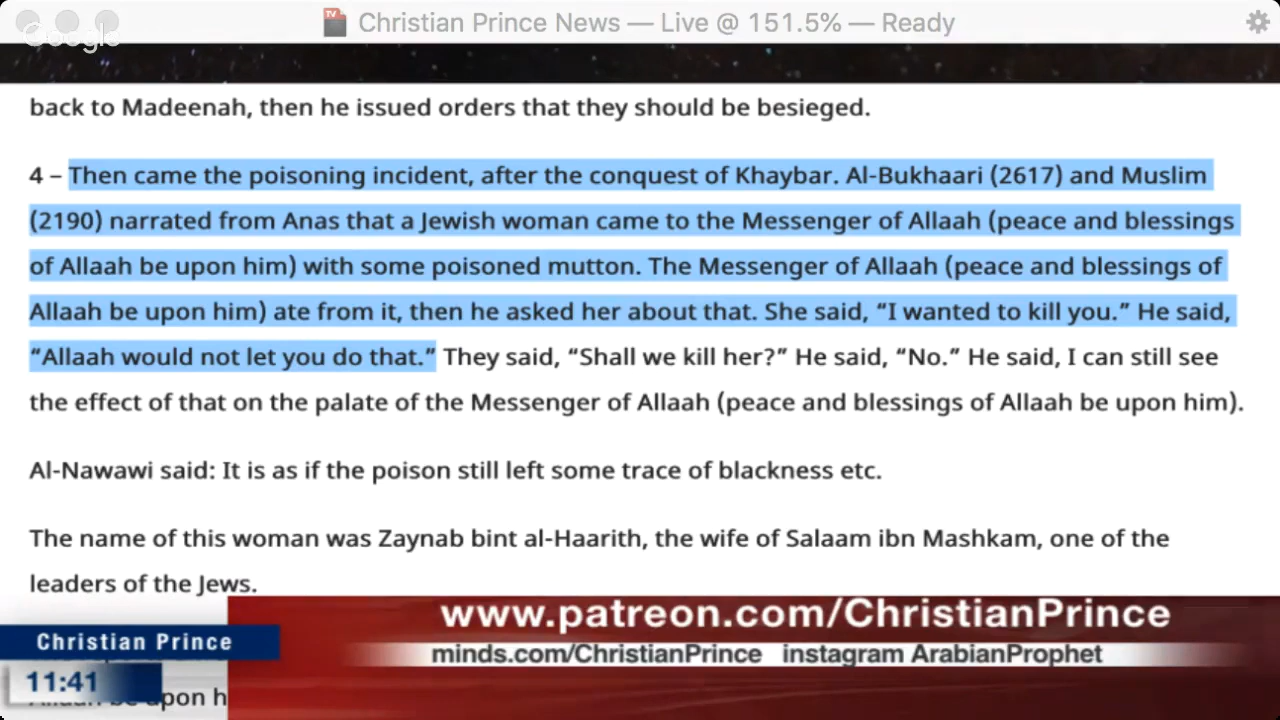 Christian Prince News — Live @ 151.5% — Ready
Google
back to Madeenah, then he issued orders that they should be besieged.
4 – Then came the poisoning incident, after the conquest of Khaybar. Al-Bukhaari (2617) and Muslim
(2190) narrated from Anas that a Jewish woman came to the Messenger of Allaah (peace and blessings
of Allaah be upon him) with some poisoned mutton. The Messenger of Allaah (peace and blessings of
Allaah be upon him) ate from it, then he asked her about that. She said, “I wanted to kill you.” He said,
“Allaah would not let you do that.” They said, “Shall we kill her?” He said, “No.” He said, I can still see
the effect of that on the palate of the Messenger of Allaah (peace and blessings of Allaah be upon him).
Al-Nawawi said: It is as if the poison still left some trace of blackness etc.
The name of this woman was Zaynab bint al-Haarith, the wife of Salaam ibn Mashkam, one of the
leaders of the Jews.
www.patreon.com/ChristianPrince
Christian Prince
minds.com/ChristianPrince instagram ArabianProphet
11:41
Allaah be upon h